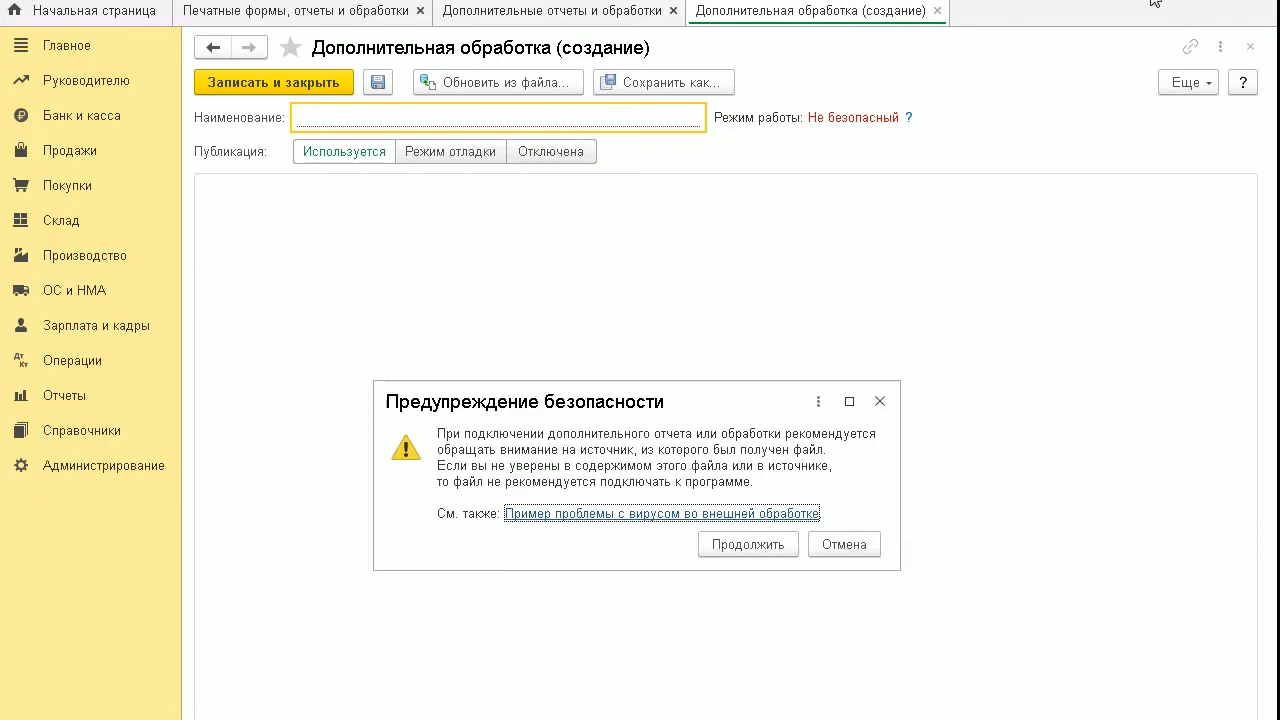 Начальная страница
Печатные формы, отчеты и обработки
Дополнительные отчеты и обработки
Дополнительная обработка (создание)
Главное
Руководителю
Банк и касса
Продажи
Покупки
Склад
Производство
ОС и НМА
Зарплата и кадры
Дт Кт
Операции
Отчеты
Справочники
Администрирование
Дополнительная обработка (создание)
Записать и закрыть
Обновить из файла...
Сохранить как...
Еще
?
Наименование:
Режим работы: Не безопасный ?
Публикация:
Используется
Режим отладки
Отключена
Предупреждение безопасности
При подключении дополнительного отчета или обработки рекомендуется
обращать внимание на источник, из которого был получен файл.
Если вы не уверены в содержимом этого файла или в источнике,
то файл не рекомендуется подключать к программе.
См. также: Пример проблемы с вирусом во внешней обработке
Продолжить
Отмена